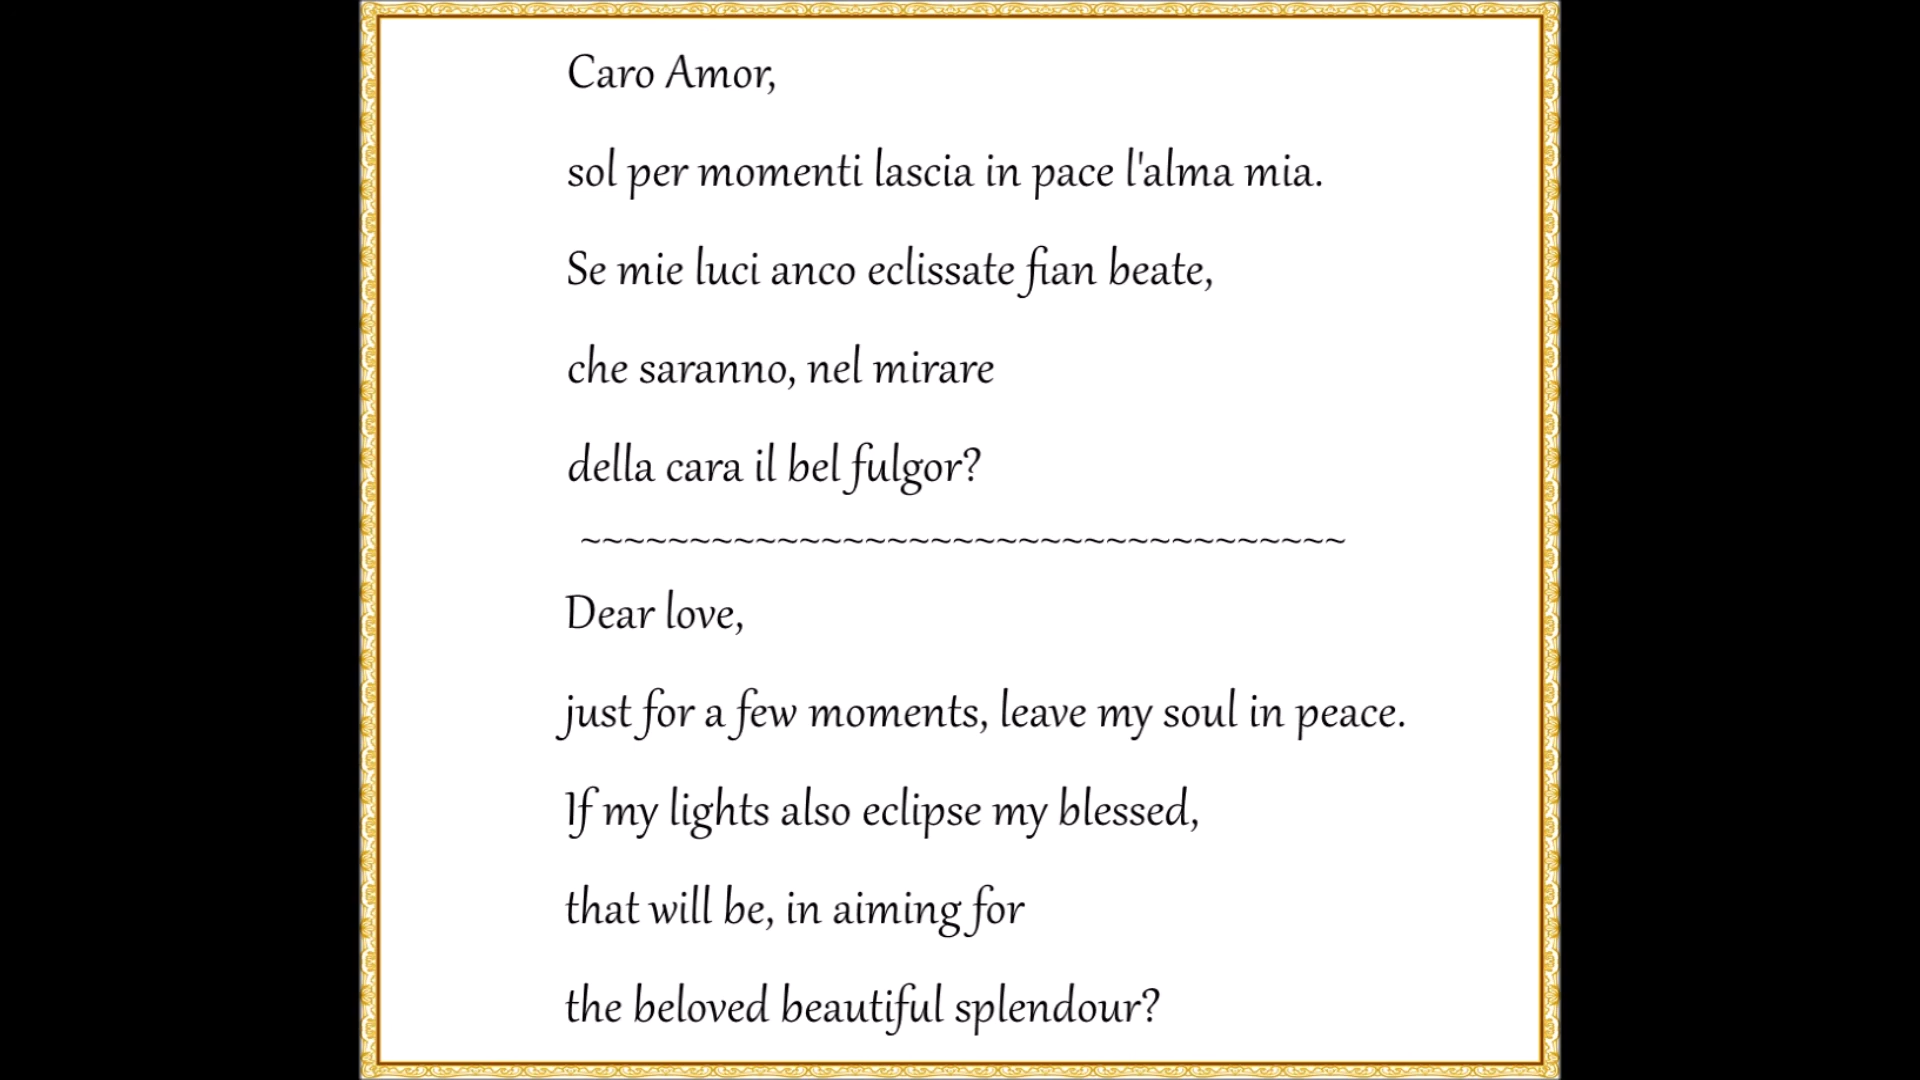 Caro Amor,
sol per momenti lascia in pace l'alma mia.
Se mie luci anco eclissate fian beate,
che saranno, nel mirare
della cara il bel fulgor?
~~~~~~~~~~~~~~~~~~~~~~~~~~~~~~~~~~~
Dear love,
just for a few moments, leave my soul in peace.
If my lights also eclipse my blessed,
that will be, in aiming for
the beloved beautiful splendour?